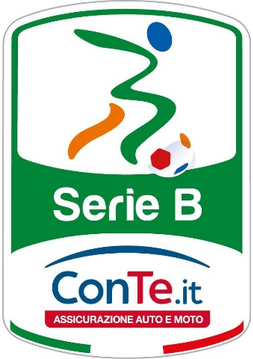 Serie B
ConTe.it
ASSICURAZIONE AUTO E MOTO